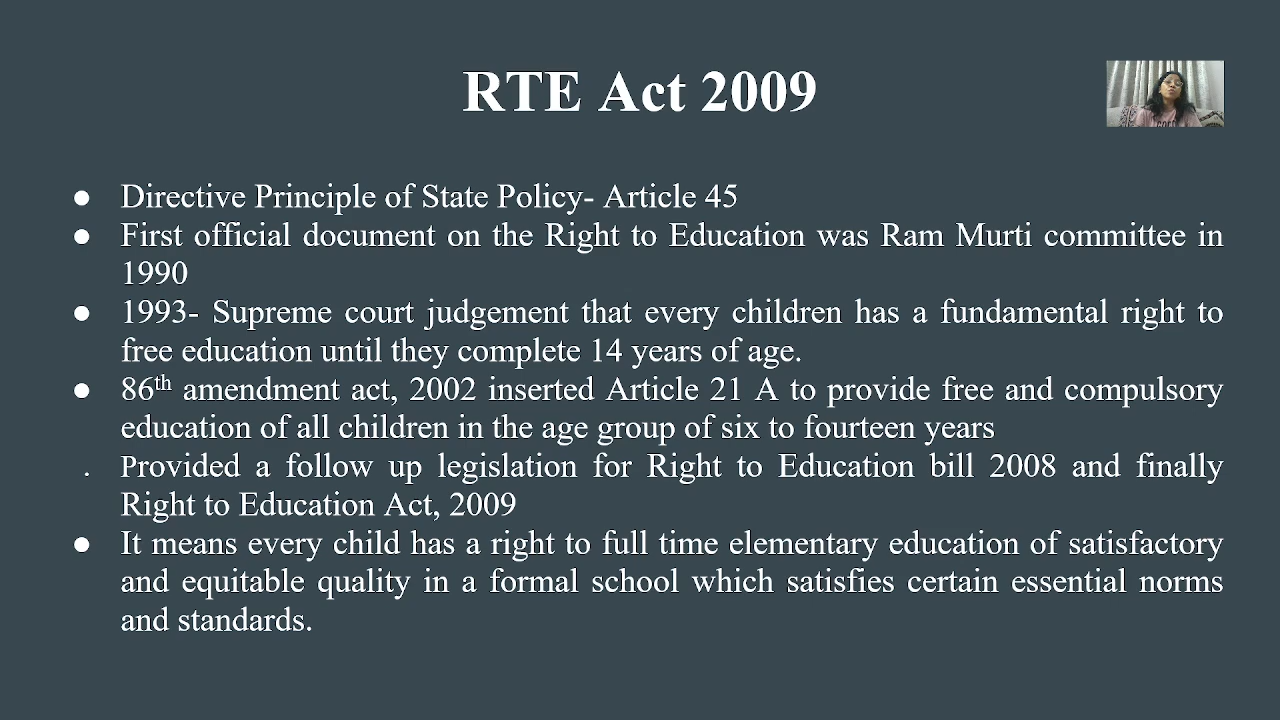 RTE Act 2009
● Directive Principle of State Policy- Article 45
● First official document on the Right to Education was Ram Murti committee in
1990
● 1993- Supreme court judgement that every children has a fundamental right to
free education until they complete 14 years of age.
● 86th amendment act, 2002 inserted Article 21 A to provide free and compulsory
education of all children in the age group of six to fourteen years
. Provided a follow up legislation for Right to Education bill 2008 and finally
Right to Education Act, 2009
● It means every child has a right to full time elementary education of satisfactory
and equitable quality in a formal school which satisfies certain essential norms
and standards.